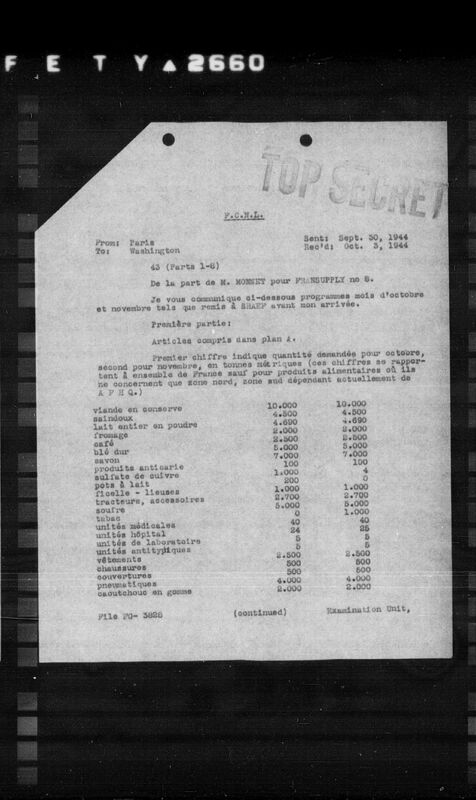 F E T Y ▲ 2660
TOP SECRET
F.C.N.L.
From: Paris Sent: Sept. 30, 1944
To: Washington Rec'd: Oct. 3, 1944
43 (Parts 1-8)
De la part de M. MONNET pour FRANSUPPLY no 8.
Je vous communique ci-dessous programmes mois d'octobre
et novembre tels que remis à SHAEF avant mon arrivée.
Première partie:
Articles compris dans plan A.
Premier chiffre indique quantité demandée pour octobre,
second pour novembre, en tonnes métriques (ces chiffres se rappor-
tent à ensemble de France sauf pour produits alimentaires où ils
ne concernent que zone nord, zone sud dépendant actuellement de
A F H Q.)
viande en conserve 10.000 10.000
saindoux 4.500 4.500
lait entier en poudre 4.690 4.690
fromage 2.000 2.000
café 2.500 2.500
blé dur 5.000 5.000
savon 7.000 7.000
produits anticarie 100 100
sulfate de cuivre 1.000 4
pots à lait 200 0
ficelle - lieuses 1.000 1.000
tracteurs, accessoires 2.700 2.700
soufre 5.000 5.000
tabac 0 1.000
unités médicales 40 40
unités hôpital 24 25
unités de laboratoire 5 5
unités antitypiques 5 5
vêtements 2.500 2.500
chaussures 500 500
couvertures 500 500
pneumatiques 4.000 4.000
caoutchouc en gomme 2.000 2.000
File FC- 3828 (continued) Examination Unit,